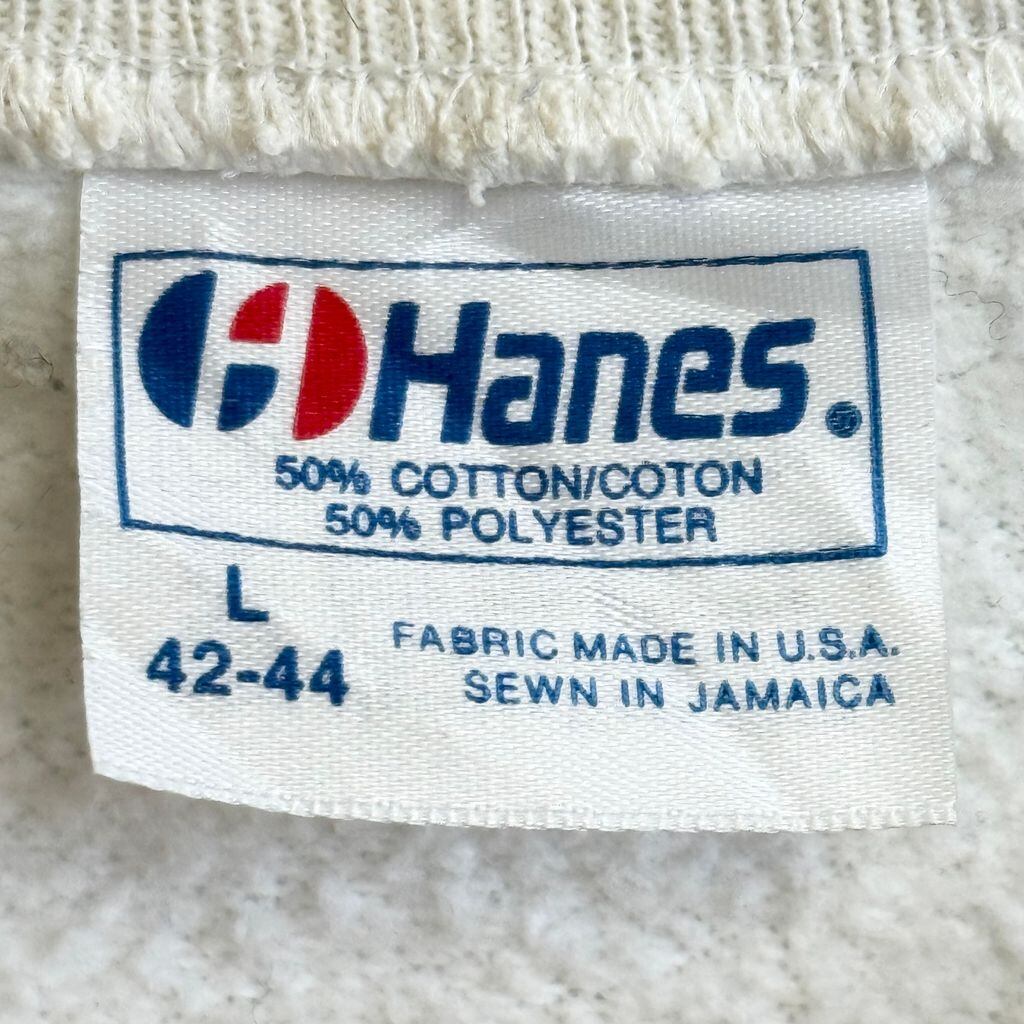 Hanes®
50% COTTON/COTON
50% POLYESTER
L
42-44
FABRIC MADE IN U.S.A.
SEWN IN JAMAICA